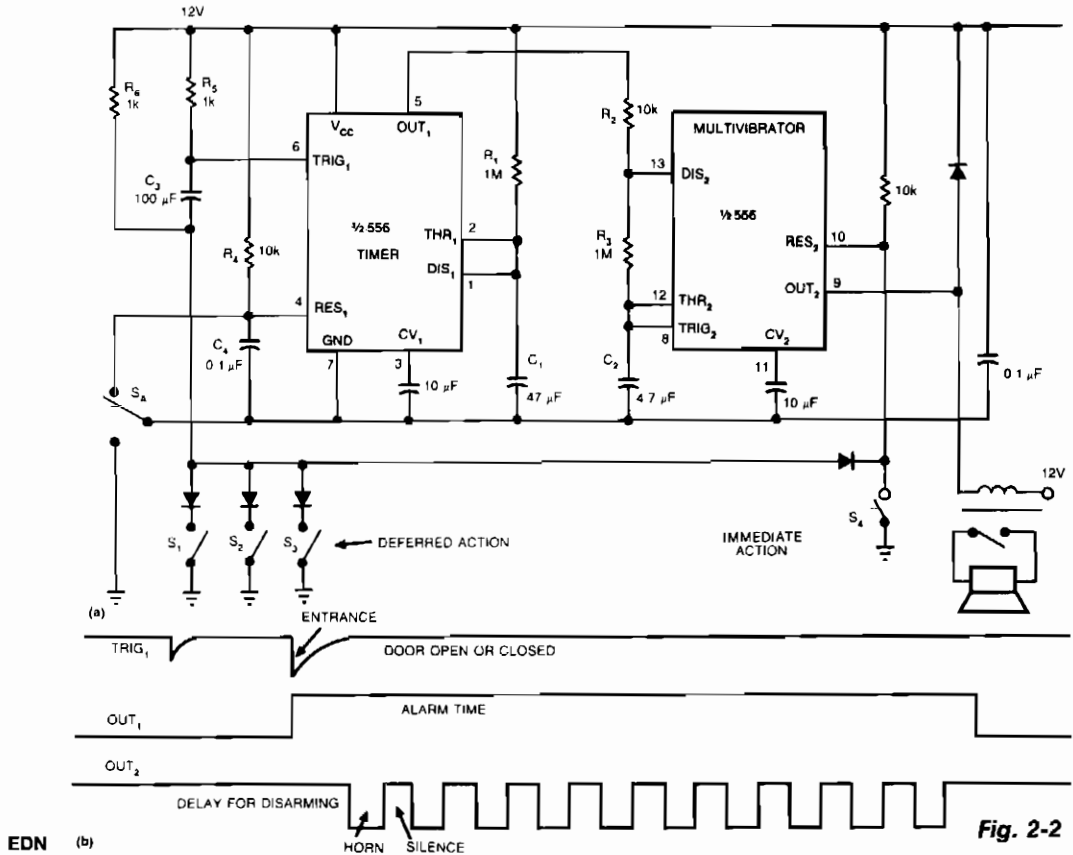 12V
R6
1k
R5
1k
5
R2
10k
VCC
OUT1
MULTIVIBRATOR
6
TRIG1
R1
1M
13
DIS2
C3
100 µF
10k
½ 556
TIMER
½ 556
R4
10k
THR1
2
R3
1M
RES2
10
DIS1
1
OUT2
9
4
RES1
12
THR2
TRIG2
8
GND
CV1
CV2
C4
0 1 µF
7
3
C1
C2
11
0 1 µF
SA
10 µF
47 µF
4 7 µF
10 µF
12V
S1
S2
S3
DEFERRED ACTION
IMMEDIATE
ACTION
S4
(a)
ENTRANCE
TRIG1
DOOR OPEN OR CLOSED
ALARM TIME
OUT1
OUT2
DELAY FOR DISARMING
EDN
(b)
HORN
SILENCE
Fig. 2-2